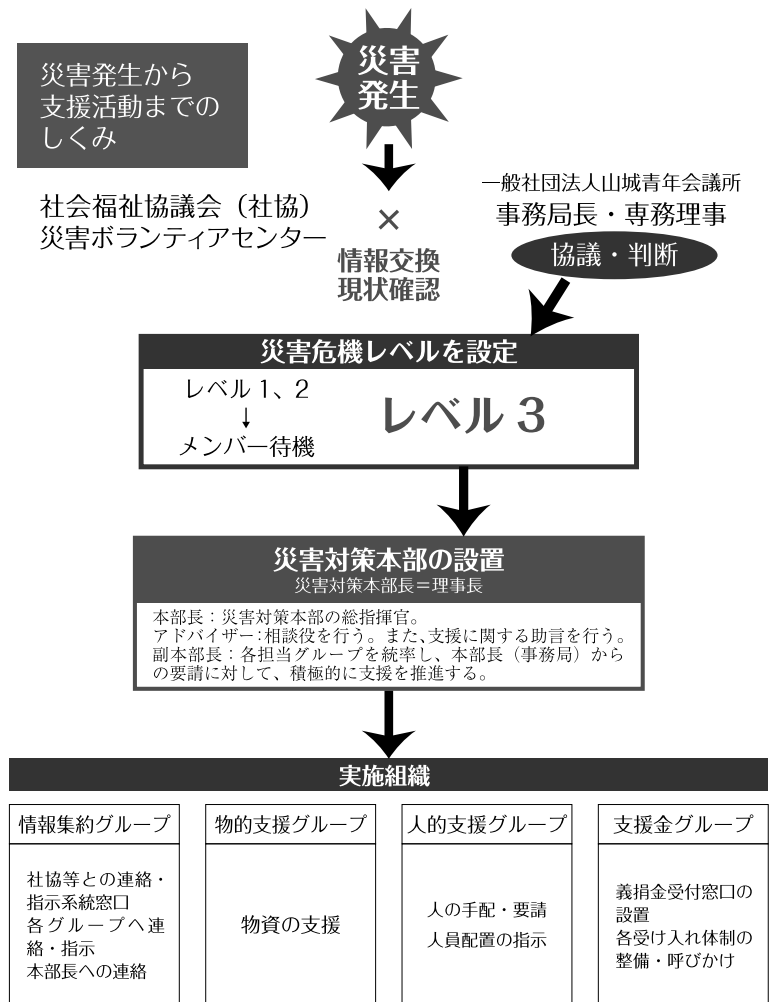 災害
発生
災害発生から
支援活動までの
しくみ
社会福祉協議会（社協）
災害ボランティアセンター
×
情報交換
現状確認
一般社団法人山城青年会議所
事務局長・専務理事
協議・判断
災害危機レベルを設定
レベル１、２
↓
メンバー待機
レベル３
災害対策本部の設置
災害対策本部長＝理事長
本部長：災害対策本部の総指揮官。
アドバイザー：相談役を行う。また、支援に関する助言を行う。
副本部長：各担当グループを統率し、本部長（事務局）から
の要請に対して、積極的に支援を推進する。
実施組織
情報集約グループ
社協等との連絡・
指示系統窓口
各グループへ連
絡・指示
本部長への連絡
物的支援グループ
物資の支援
人的支援グループ
人の手配・要請
人員配置の指示
支援金グループ
義捐金受付窓口の
設置
各受け入れ体制の
整備・呼びかけ